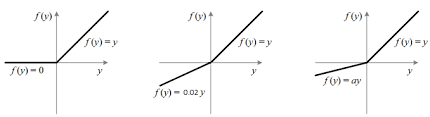 f(y)
f(y) = y
f(y) = 0
y
f(y)
f(y) = y
f(y) = 0.02 y
y
f(y)
f(y) = y
f(y) = ay
y